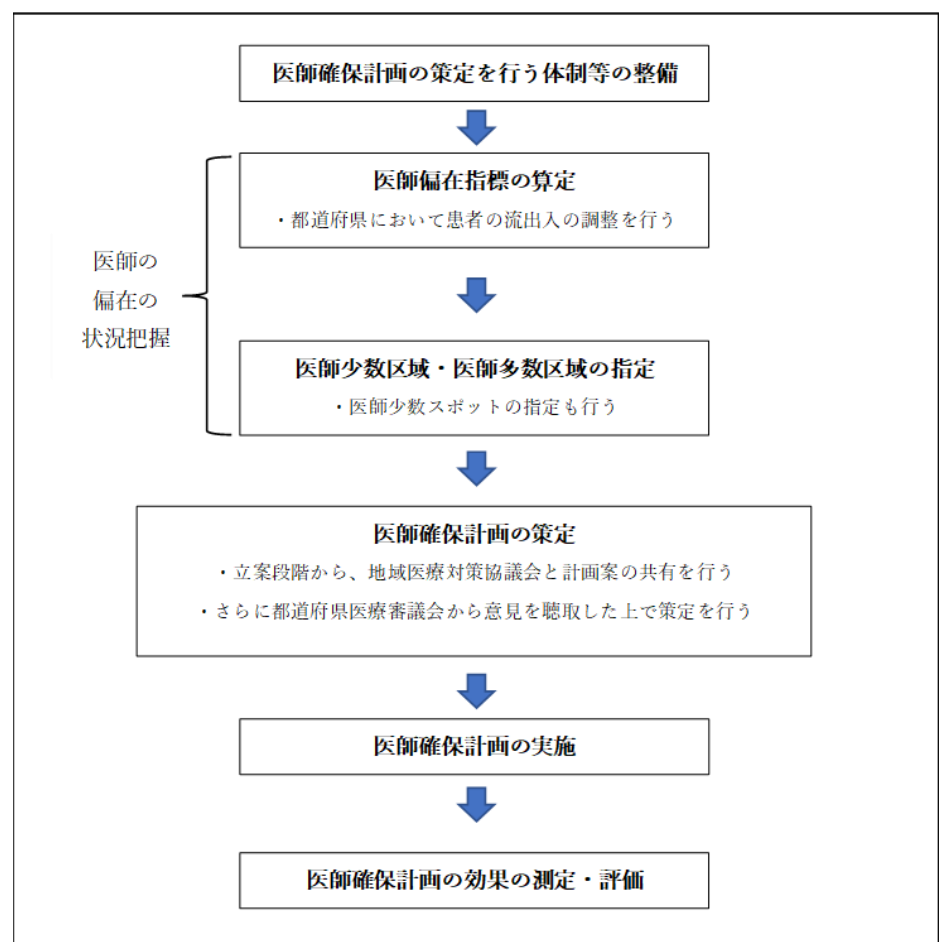 医師確保計画の策定を行う体制等の整備
医師偏在指標の算定
・都道府県において患者の流出入の調整を行う
医師の
偏在の
状況把握
医師少数区域・医師多数区域の指定
・医師少数スポットの指定も行う
医師確保計画の策定
・立案段階から、地域医療対策協議会と計画案の共有を行う
・さらに都道府県医療審議会から意見を聴取した上で策定を行う
医師確保計画の実施
医師確保計画の効果の測定・評価